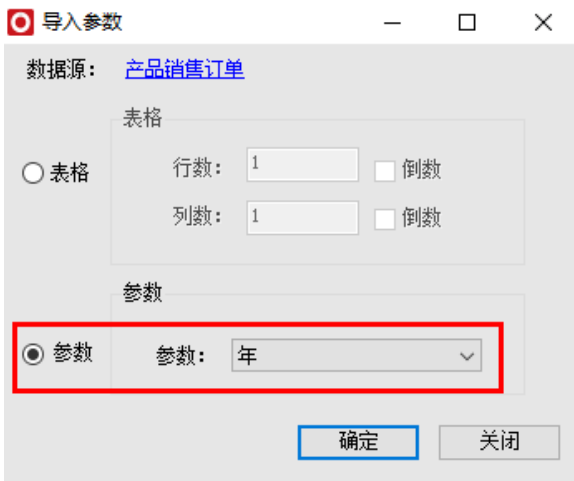 导入参数
数据源: 产品销售订单
表格
表格
行数: 1 倒数
列数: 1 倒数
参数
参数 参数: 年
确定 关闭